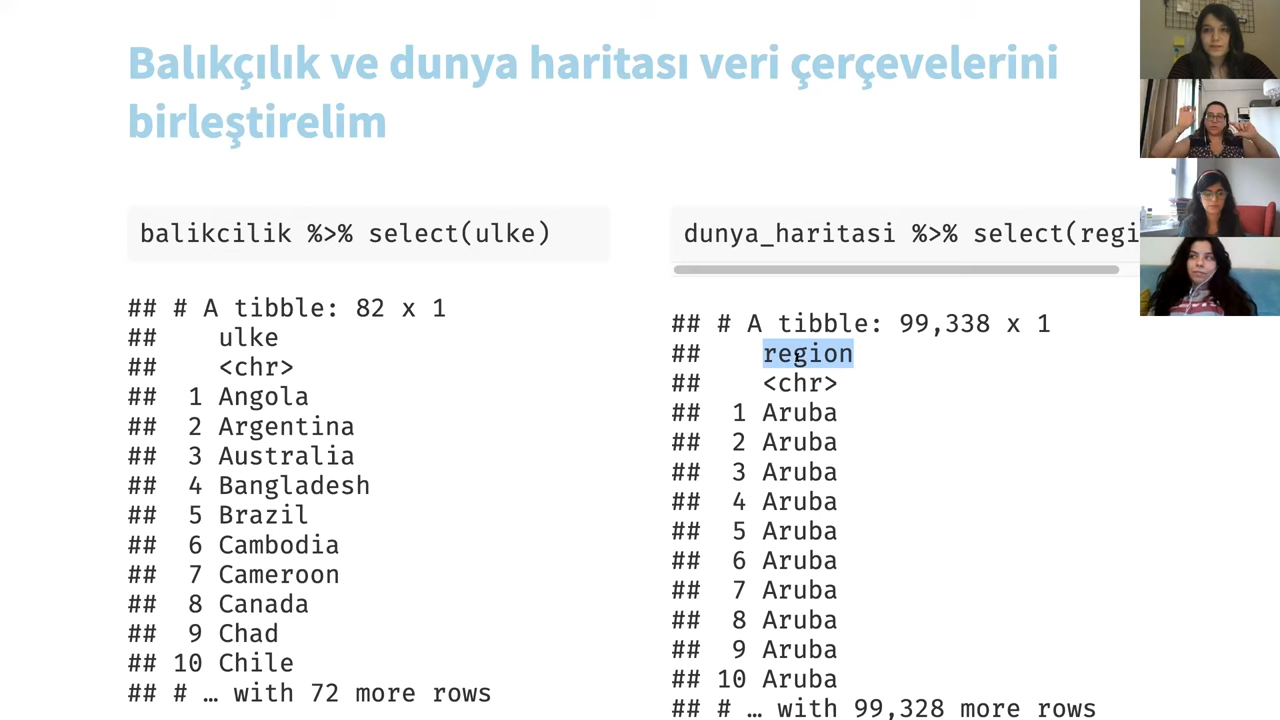 Balıkçılık ve dunya haritası veri çerçevelerini
birleştirelim
balikcilik %>% select(ulke)
## # A tibble: 82 x 1
##    ulke
##    <chr>
##  1 Angola
##  2 Argentina
##  3 Australia
##  4 Bangladesh
##  5 Brazil
##  6 Cambodia
##  7 Cameroon
##  8 Canada
##  9 Chad
## 10 Chile
## # … with 72 more rows
dunya_haritasi %>% select(regi
## # A tibble: 99,338 x 1
##    region
##    <chr>
##  1 Aruba
##  2 Aruba
##  3 Aruba
##  4 Aruba
##  5 Aruba
##  6 Aruba
##  7 Aruba
##  8 Aruba
##  9 Aruba
## 10 Aruba
## # … with 99,328 more rows